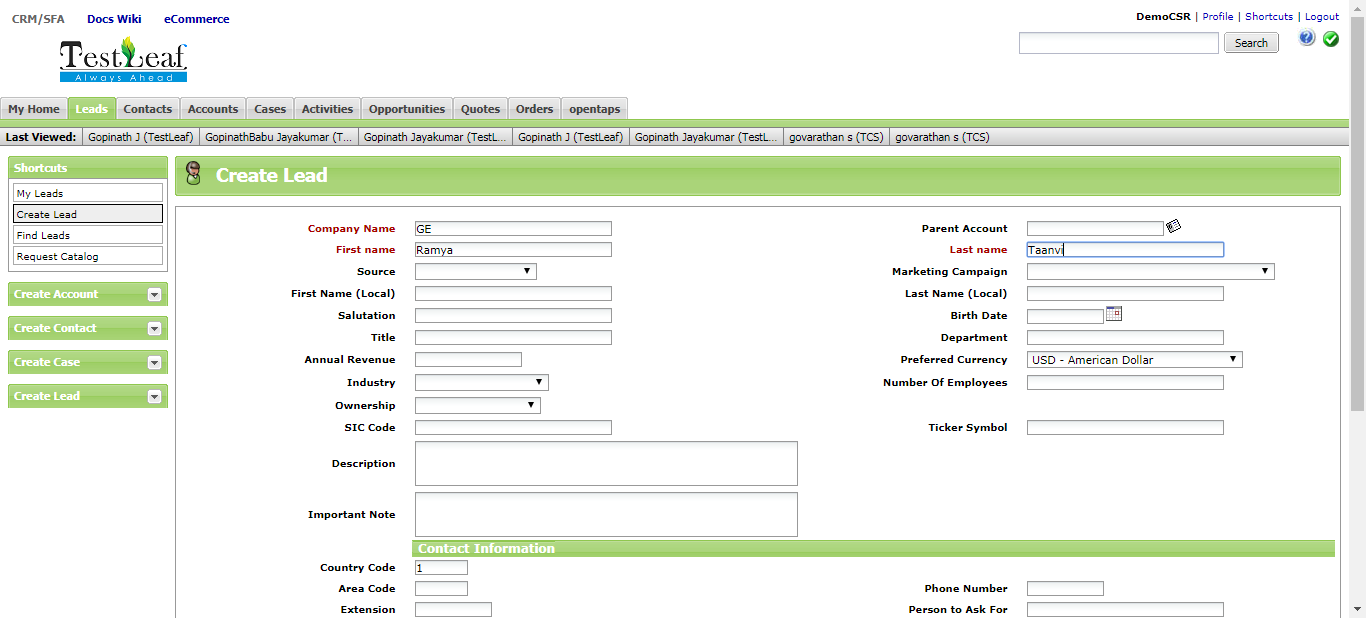 CRM/SFA Docs Wiki eCommerce
DemoCSR | Profile | Shortcuts | Logout
TestLeaf
Always Ahead
Search
My Home Leads Contacts Accounts Cases Activities Opportunities Quotes Orders opentaps
Last Viewed: Gopinath J (TestLeaf) GopinathBabu Jayakumar (T... Gopinath Jayakumar (TestL... Gopinath J (TestLeaf) Gopinath Jayakumar (TestL... govarathan s (TCS) govarathan s (TCS)
Shortcuts
My Leads
Create Lead
Find Leads
Request Catalog
Create Account
Create Contact
Create Case
Create Lead
Create Lead
Company Name GE Parent Account
First name Ramya Last name Taanvi
Source Marketing Campaign
First Name (Local) Last Name (Local)
Salutation Birth Date
Title Department
Annual Revenue Preferred Currency USD - American Dollar
Industry Number Of Employees
Ownership
SIC Code Ticker Symbol
Description
Important Note
Contact Information
Country Code 1
Area Code Phone Number
Extension Person to Ask For